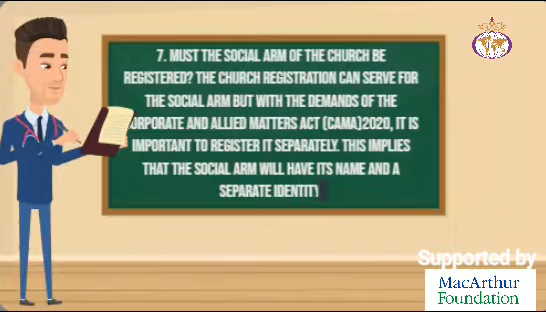 7. MUST THE SOCIAL ARM OF THE CHURCH BE
REGISTERED? THE CHURCH REGISTRATION CAN SERVE FOR
THE SOCIAL ARM BUT WITH THE DEMANDS OF THE
ORPORATE AND ALLIED MATTERS ACT (CAMA)2020, IT IS
IMPORTANT TO REGISTER IT SEPARATELY. THIS IMPLIES
THAT THE SOCIAL ARM WILL HAVE ITS NAME AND A
SEPARATE IDENTITY
Supported by
MacArthur
Foundation